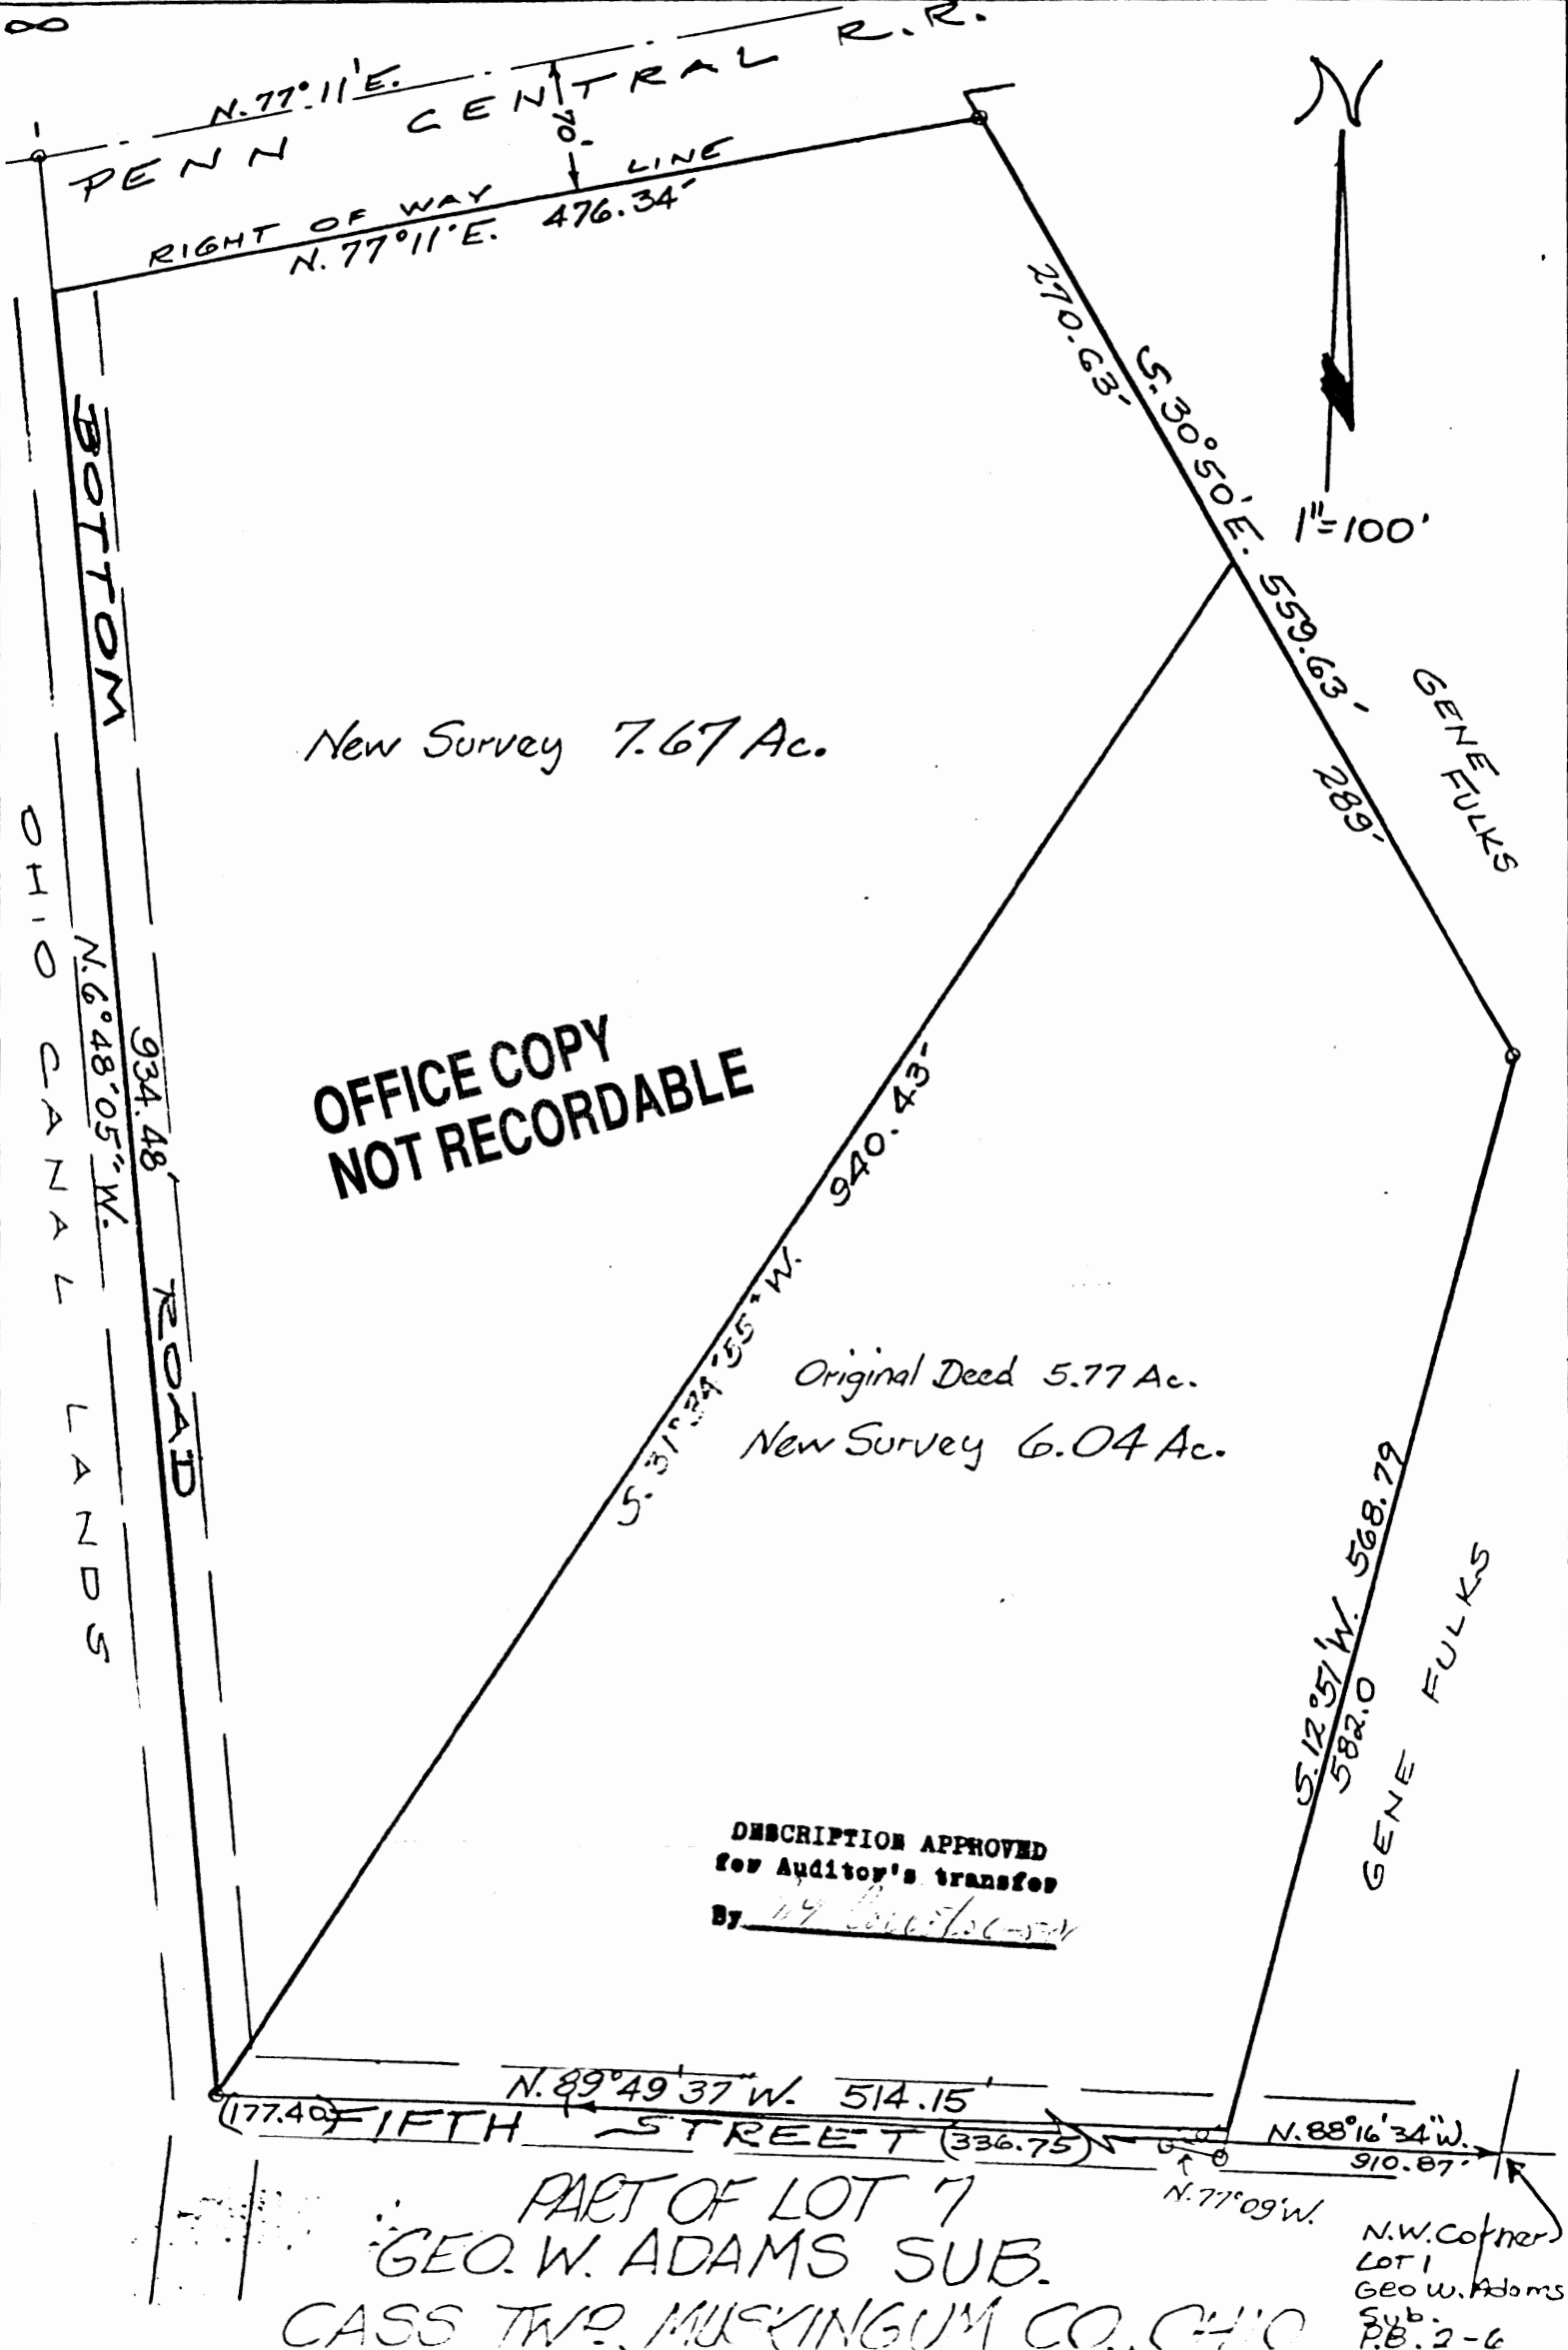 8
N. 77° 11' E.
PENN CENTRAL R.R.
70'
RIGHT OF WAY LINE
N. 77° 11' E. 476.34'
N
1"=100'
270.63'
S. 30° 50' E. 559.63'
289'
GENE
FULKS
BOTTOM ROAD
OHIO CANAL LANDS
N. 6° 48' 05" W.
934.48'
New Survey 7.67 Ac.
OFFICE COPY
NOT RECORDABLE
S. 31° 34' 55" W. 940.43'
Original Deed 5.77 Ac.
New Survey 6.04 Ac.
S. 12° 51' W. 568.79
582.0
GENE FULKS
DESCRIPTION APPROVED
for Auditor's transfer
By
N. 89° 49' 37" W. 514.15'
(177.40) FIFTH STREET (336.75)
N. 88° 16' 34" W.
910.87'
N. 77° 09' W.
N.W. Corner
LOT 1
Geo W. Adams
Sub.
P.B. 2-6
PART OF LOT 7
GEO. W. ADAMS SUB.
CASS TWP. MUSKINGUM CO., OHIO